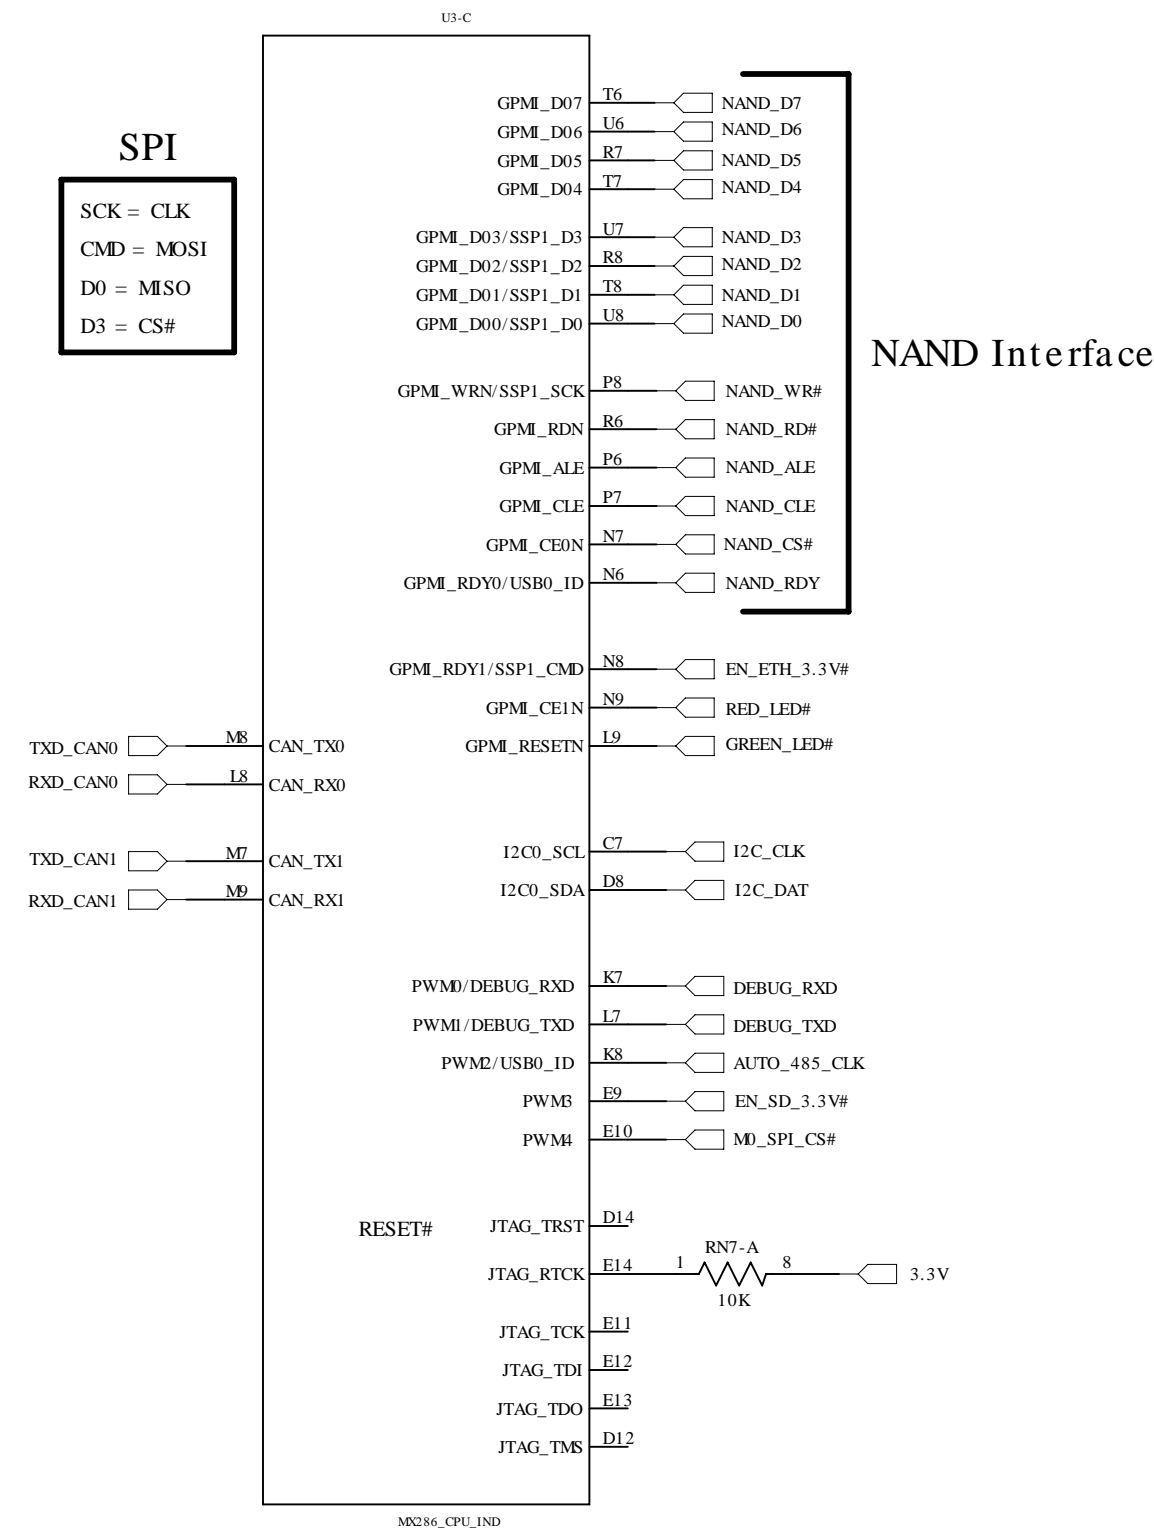 U3-C
SPI
SCK = CLK
CMD = MOSI
D0 = MISO
D3 = CS#
GPMI_D07 T6 NAND_D7
GPMI_D06 U6 NAND_D6
GPMI_D05 R7 NAND_D5
GPMI_D04 T7 NAND_D4
GPMI_D03/SSP1_D3 U7 NAND_D3
GPMI_D02/SSP1_D2 R8 NAND_D2
GPMI_D01/SSP1_D1 T8 NAND_D1
GPMI_D00/SSP1_D0 U8 NAND_D0
NAND Interface
GPMI_WRN/SSP1_SCK P8 NAND_WR#
GPMI_RDN R6 NAND_RD#
GPMI_ALE P6 NAND_ALE
GPMI_CLE P7 NAND_CLE
GPMI_CE0N N7 NAND_CS#
GPMI_RDY0/USB0_ID N6 NAND_RDY
GPMI_RDY1/SSP1_CMD N8 EN_ETH_3.3V#
GPMI_CE1N N9 RED_LED#
GPMI_RESETN L9 GREEN_LED#
TXD_CAN0 M8 CAN_TX0
RXD_CAN0 L8 CAN_RX0
TXD_CAN1 M7 CAN_TX1
RXD_CAN1 M9 CAN_RX1
I2C0_SCL C7 I2C_CLK
I2C0_SDA D8 I2C_DAT
PWM0/DEBUG_RXD K7 DEBUG_RXD
PWM1/DEBUG_TXD L7 DEBUG_TXD
PWM2/USB0_ID K8 AUTO_485_CLK
PWM3 E9 EN_SD_3.3V#
PWM4 E10 M0_SPI_CS#
RESET# JTAG_TRST D14
RN7-A
JTAG_RTCK E14 1 8 3.3V
10K
JTAG_TCK E11
JTAG_TDI E12
JTAG_TDO E13
JTAG_TMS D12
MX286_CPU_IND